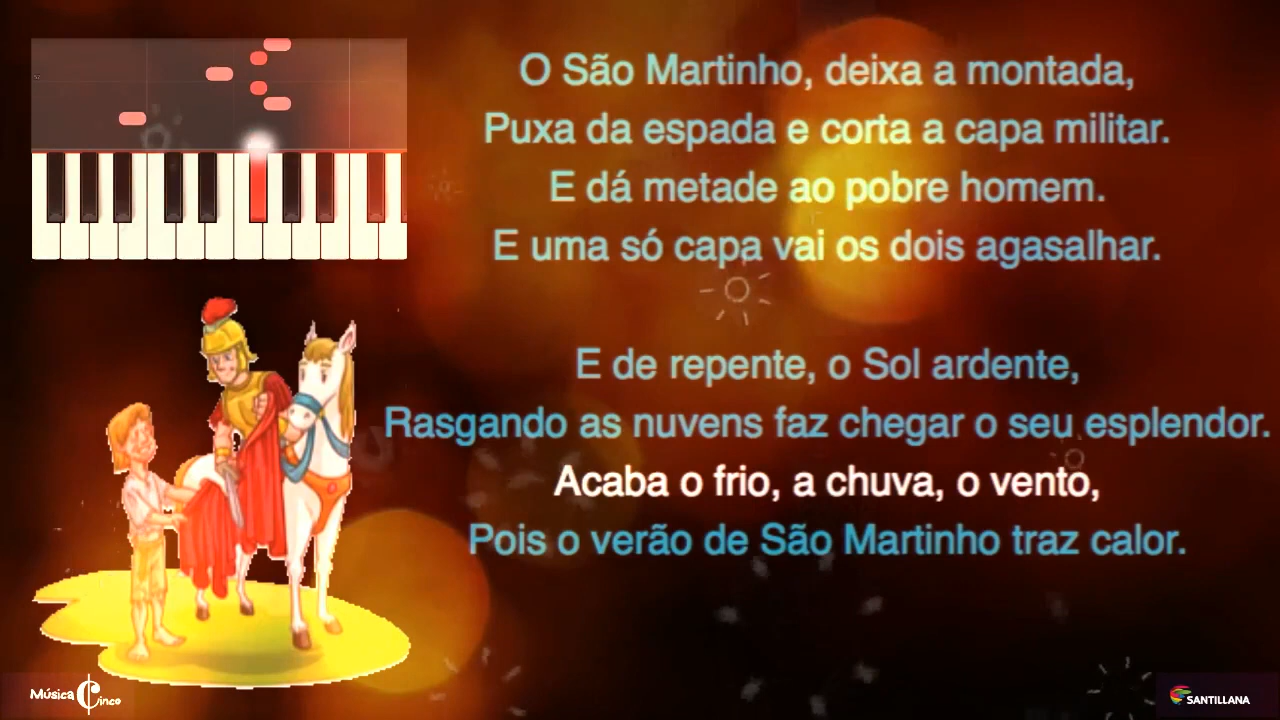 O São Martinho, deixa a montada,
Puxa da espada e corta a capa militar.
E dá metade ao pobre homem.
E uma só capa vai os dois agasalhar.
E de repente, o Sol ardente,
Rasgando as nuvens faz chegar o seu esplendor.
Acaba o frio, a chuva, o vento,
Pois o verão de São Martinho traz calor.
Música Cinco
SANTILLANA